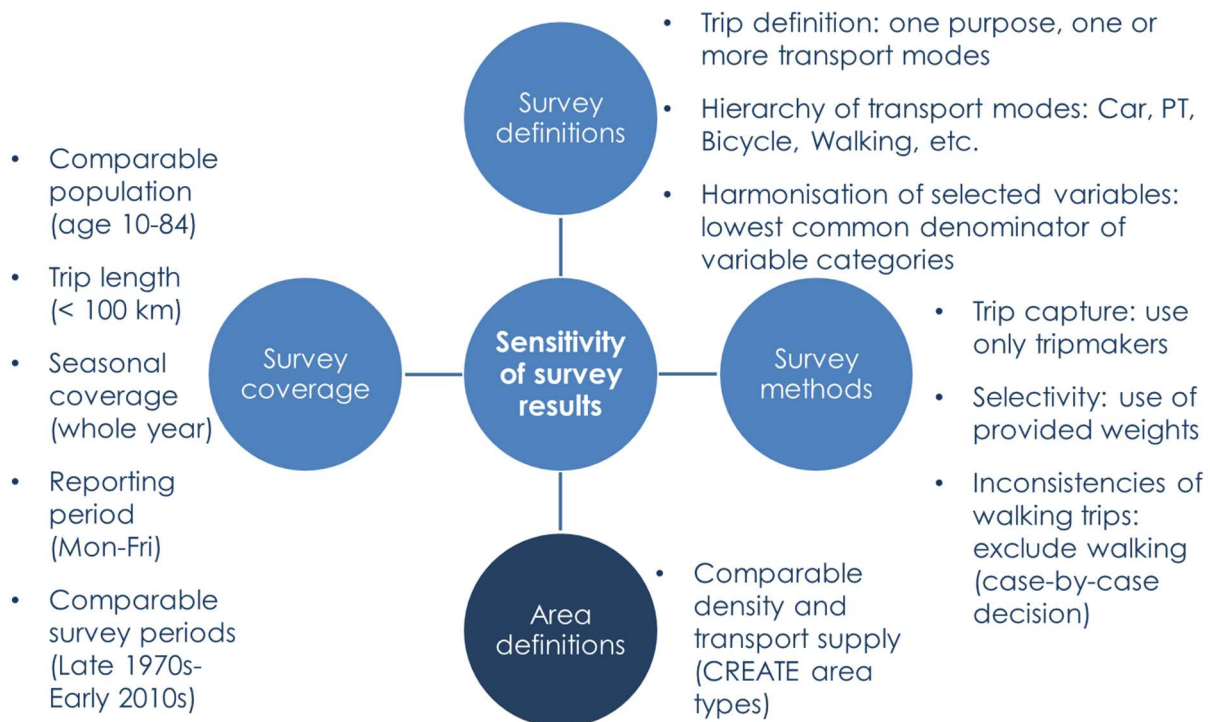 Survey
definitions
• Trip definition: one purpose, one or
more transport modes
• Hierarchy of transport modes: Car, PT,
Bicycle, Walking, etc.
• Harmonisation of selected variables:
lowest common denominator of
variable categories
• Comparable
population
(age 10-84)
• Trip length
(< 100 km)
• Seasonal
coverage
(whole year)
• Reporting
period
(Mon-Fri)
• Comparable
survey periods
(Late 1970s-
Early 2010s)
Survey
coverage
Sensitivity
of survey
results
Survey
methods
• Trip capture: use
only tripmakers
• Selectivity: use of
provided weights
• Inconsistencies of
walking trips:
exclude walking
(case-by-case
decision)
Area
definitions
• Comparable
density and
transport supply
(CREATE area
types)